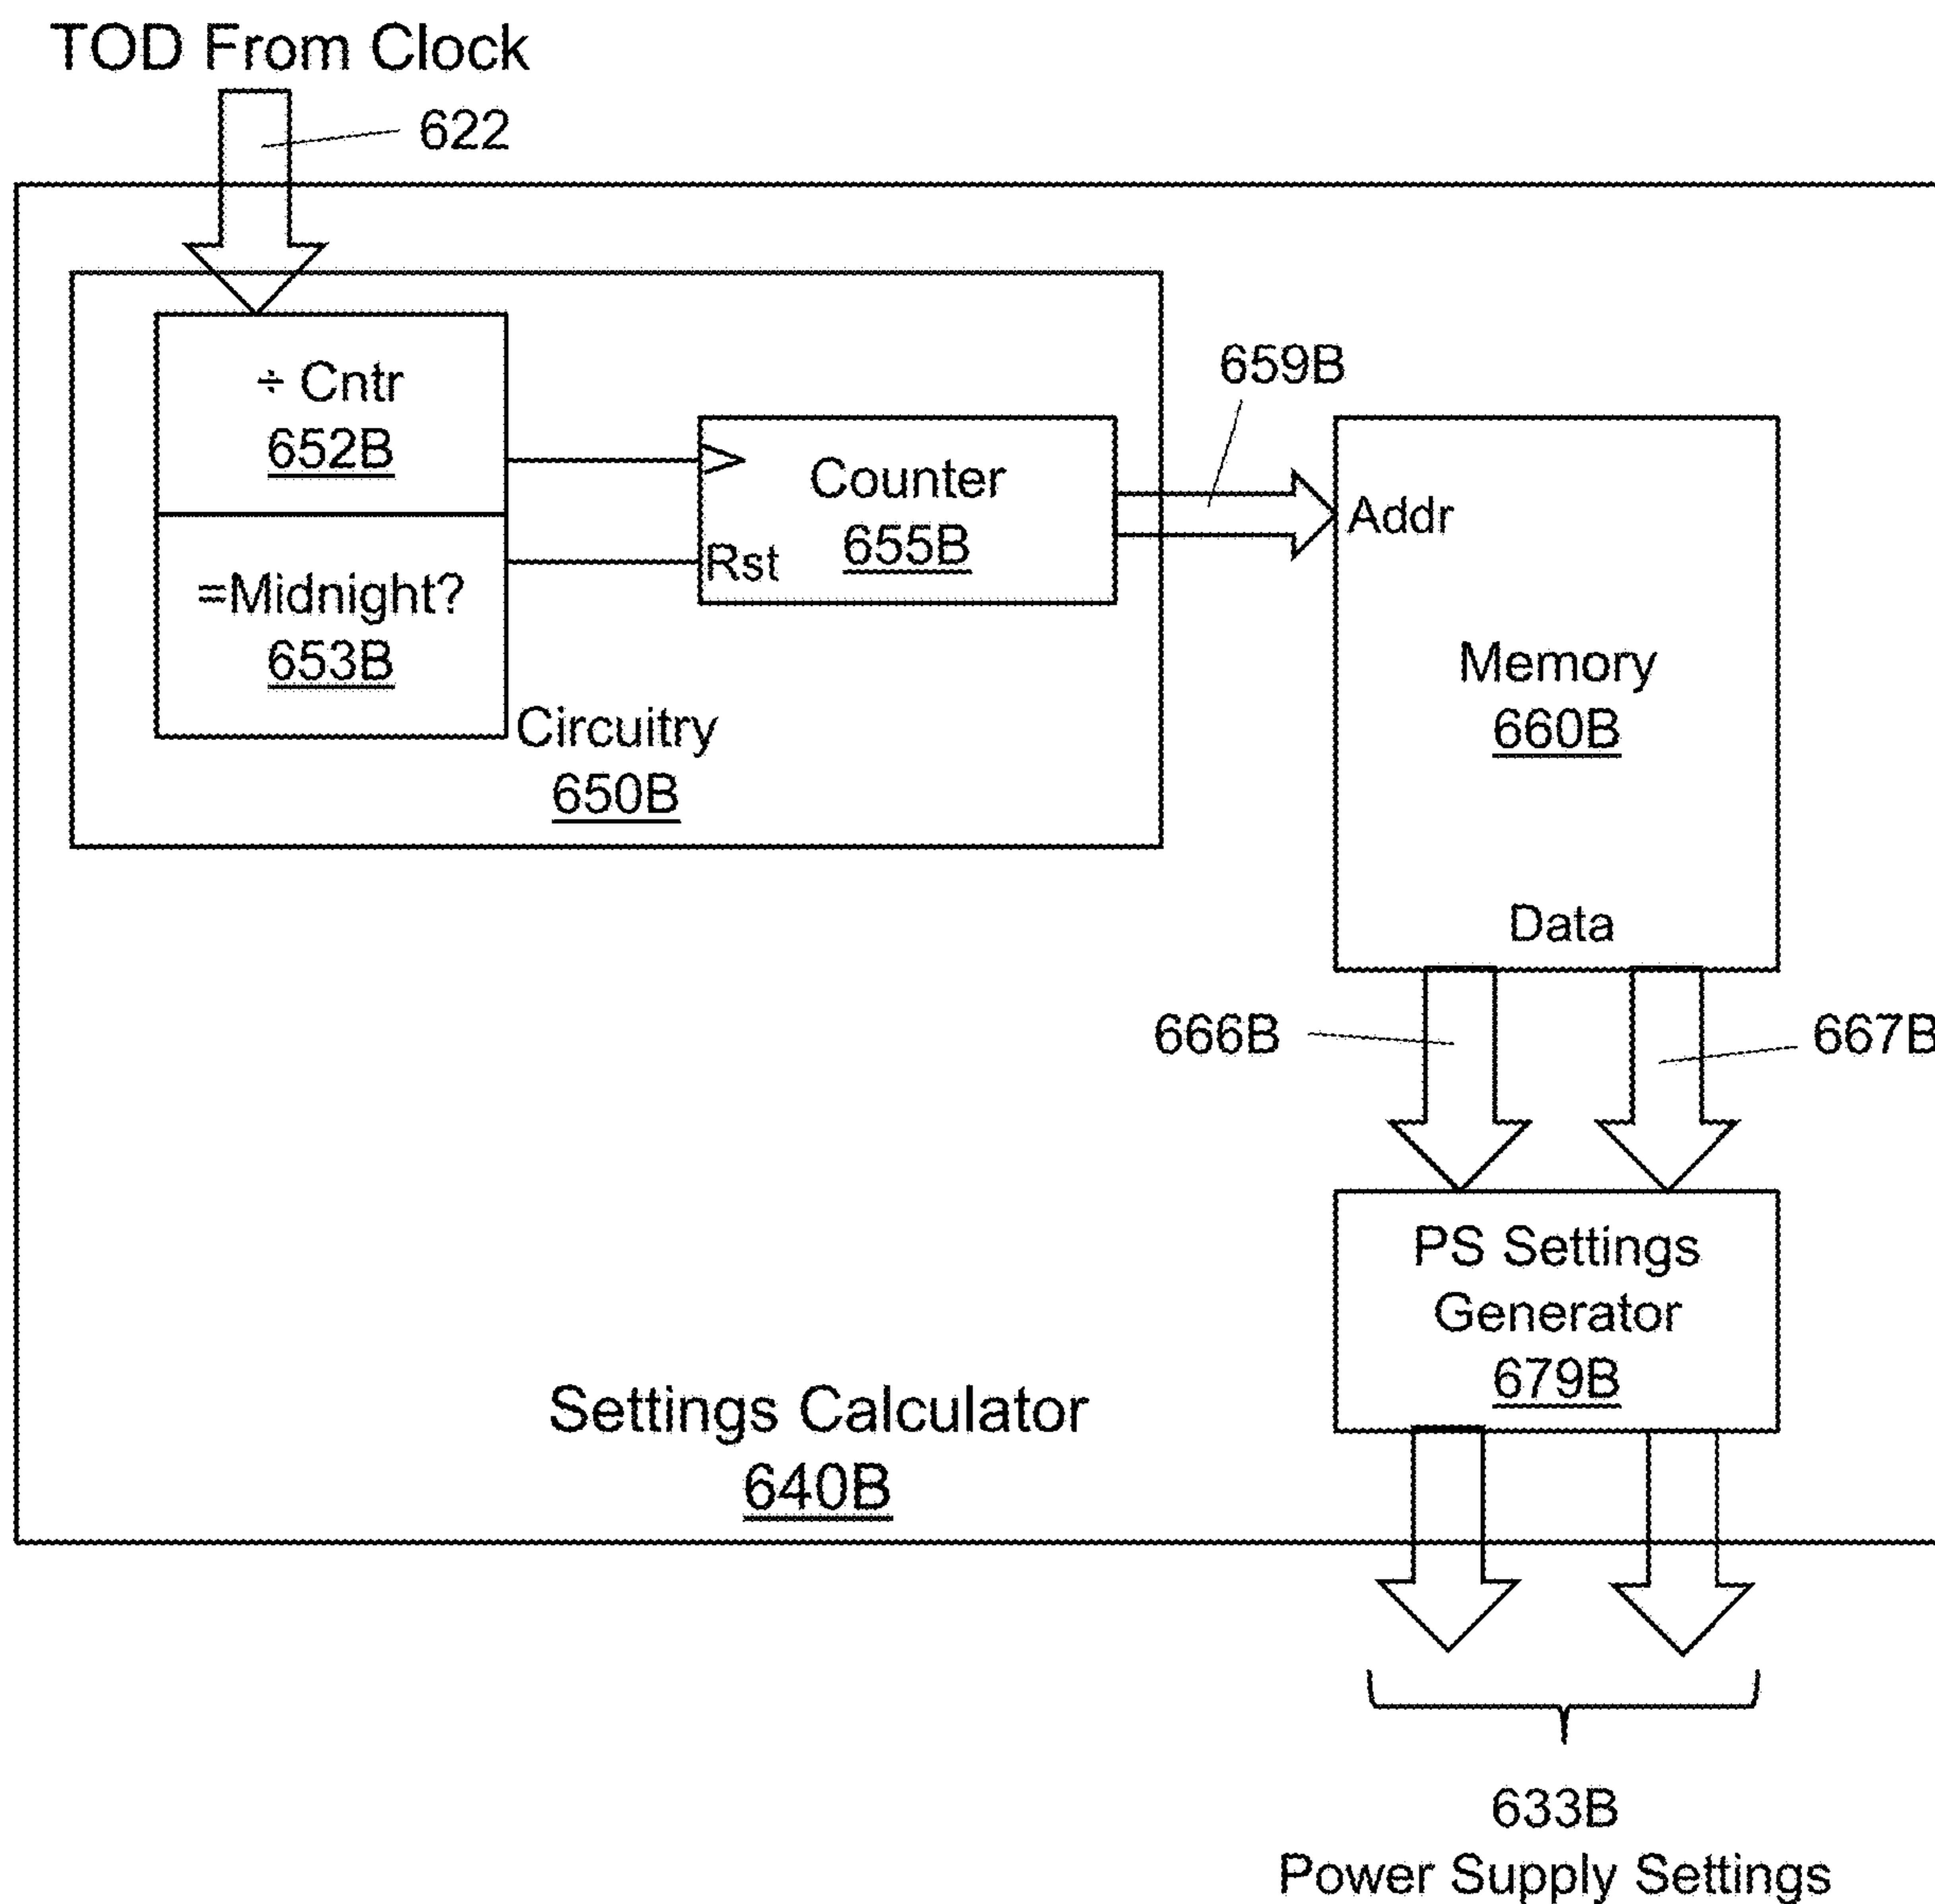 TOD From Clock
622
÷ Cntr
652B
=Midnight?
653B
Circuitry
650B
Counter
655B
Rst
659B
Addr
Memory
660B
Data
666B
667B
PS Settings
Generator
679B
Settings Calculator
640B
633B
Power Supply Settings